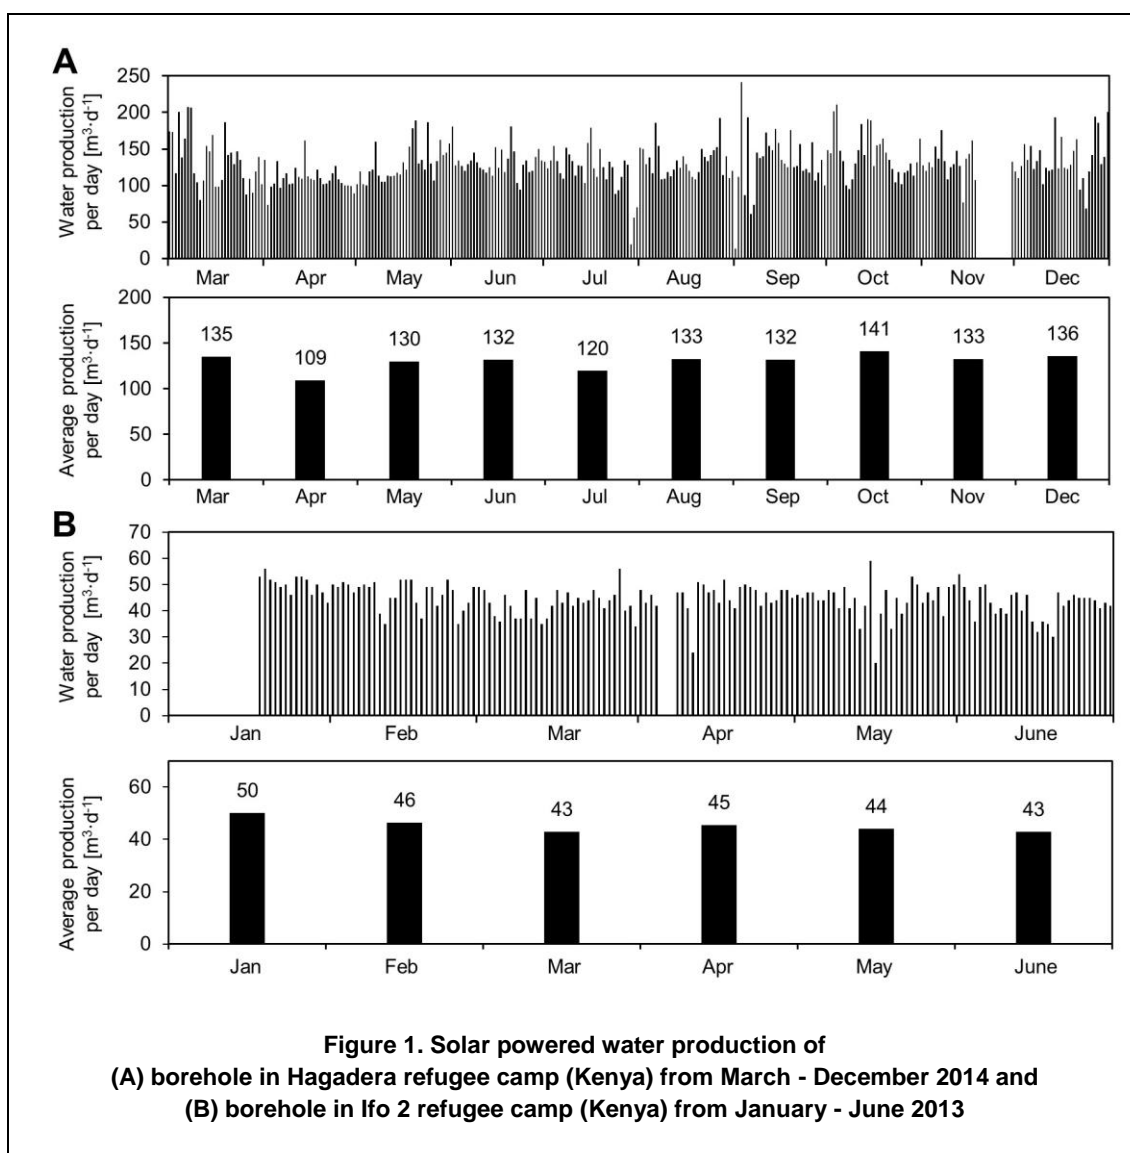 A
Water production
per day [m³·d⁻¹]
250
200
150
100
50
0
Mar Apr May Jun Jul Aug Sep Oct Nov Dec
Average production
per day [m³·d⁻¹]
200
150
100
50
0
135 109 130 132 120 133 132 141 133 136
Mar Apr May Jun Jul Aug Sep Oct Nov Dec
B
Water production
per day [m³·d⁻¹]
70
60
50
40
30
20
10
0
Jan Feb Mar Apr May June
Average production
per day [m³·d⁻¹]
60
40
20
0
50 46 43 45 44 43
Jan Feb Mar Apr May June
Figure 1. Solar powered water production of
(A) borehole in Hagadera refugee camp (Kenya) from March - December 2014 and
(B) borehole in Ifo 2 refugee camp (Kenya) from January - June 2013